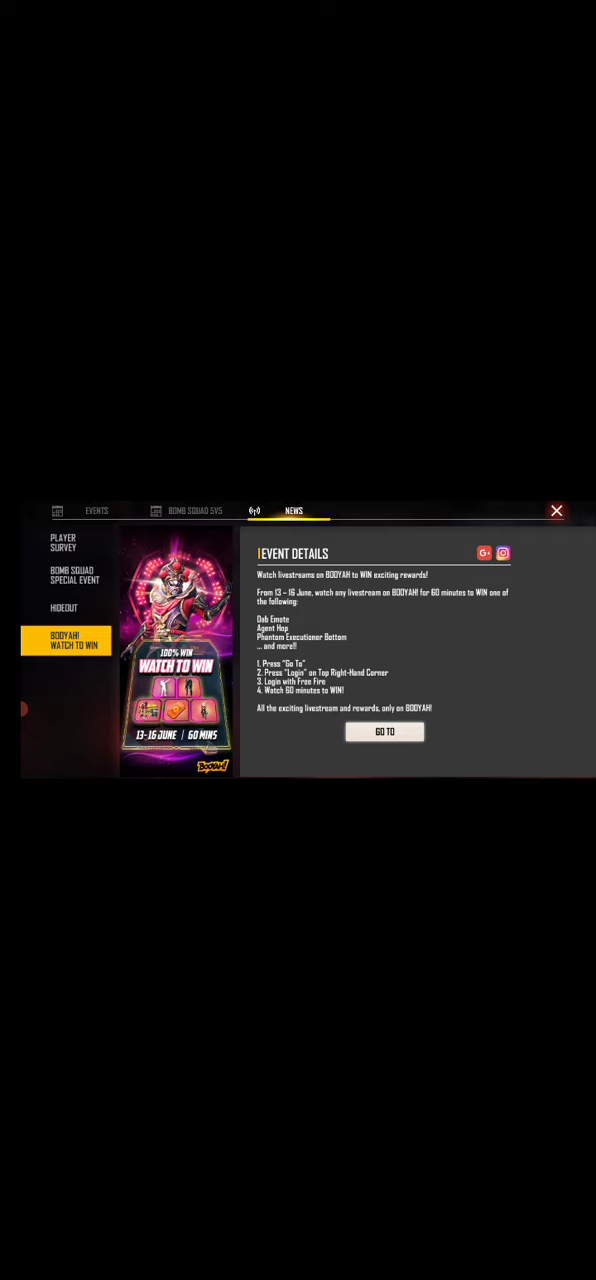 EVENTS
BOMB SQUAD 5V5
NEWS
PLAYER
SURVEY
BOMB SQUAD
SPECIAL EVENT
HIDEOUT
BOOYAH!
WATCH TO WIN
100% WIN
WATCH TO WIN
13-16 JUNE | 60 MINS
BOOYAH!
EVENT DETAILS
G+
Watch livestreams on BOOYAH to WIN exciting rewards!
From 13 - 16 June, watch any livestream on BOOYAH! for 60 minutes to WIN one of
the following:
Dab Emote
Agent Hop
Phantom Executioner Bottom
... and more!!
1. Press "Go To"
2. Press "Login" on Top Right-Hand Corner
3. Login with Free Fire
4. Watch 60 minutes to WIN!
All the exciting livestream and rewards, only on BOOYAH!
GO TO